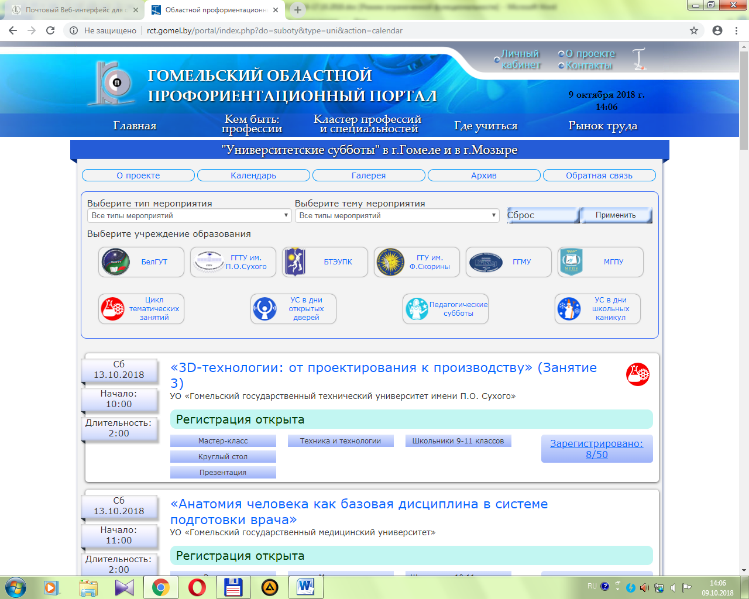 Почтовый Веб-интерфейс для
Областной профориентационн
Не защищено rct.gomel.by/portal/index.php?do=suboty&type=uni&action=calendar
Личный кабинет
О проекте
Контакты
ГОМЕЛЬСКИЙ ОБЛАСТНОЙ
ПРОФОРИЕНТАЦИОННЫЙ ПОРТАЛ
9 октября 2018 г.
14:06
Главная
Кем быть: профессии
Кластер профессий и специальностей
Где учиться
Рынок труда
"Университетские субботы" в г.Гомеле и в г.Мозыре
О проекте Календарь Галерея Архив Обратная связь
Выберите тип мероприятия Выберите тему мероприятия
Все типы мероприятий Все типы мероприятий Сброс Применить
Выберите учреждение образования
БелГУТ
ГГТУ им. П.О.Сухого
БТЭУПК
ГГУ им. Ф.Скорины
ГГМУ
МГПУ
Цикл тематических занятий
УС в дни открытых дверей
Педагогические субботы
УС в дни школьных каникул
Сб
13.10.2018
Начало:
10:00
Длительность:
2:00
«3D-технологии: от проектирования к производству» (Занятие
3)
УО «Гомельский государственный технический университет имени П.О. Сухого»
Регистрация открыта
Мастер-класс Техника и технологии Школьники 9-11 классов
Круглый стол
Презентация
Зарегистрировано:
8/50
Сб
13.10.2018
Начало:
11:00
Длительность:
2:00
«Анатомия человека как базовая дисциплина в системе
подготовки врача»
УО «Гомельский государственный медицинский университет»
Регистрация открыта
14:06
09.10.2018